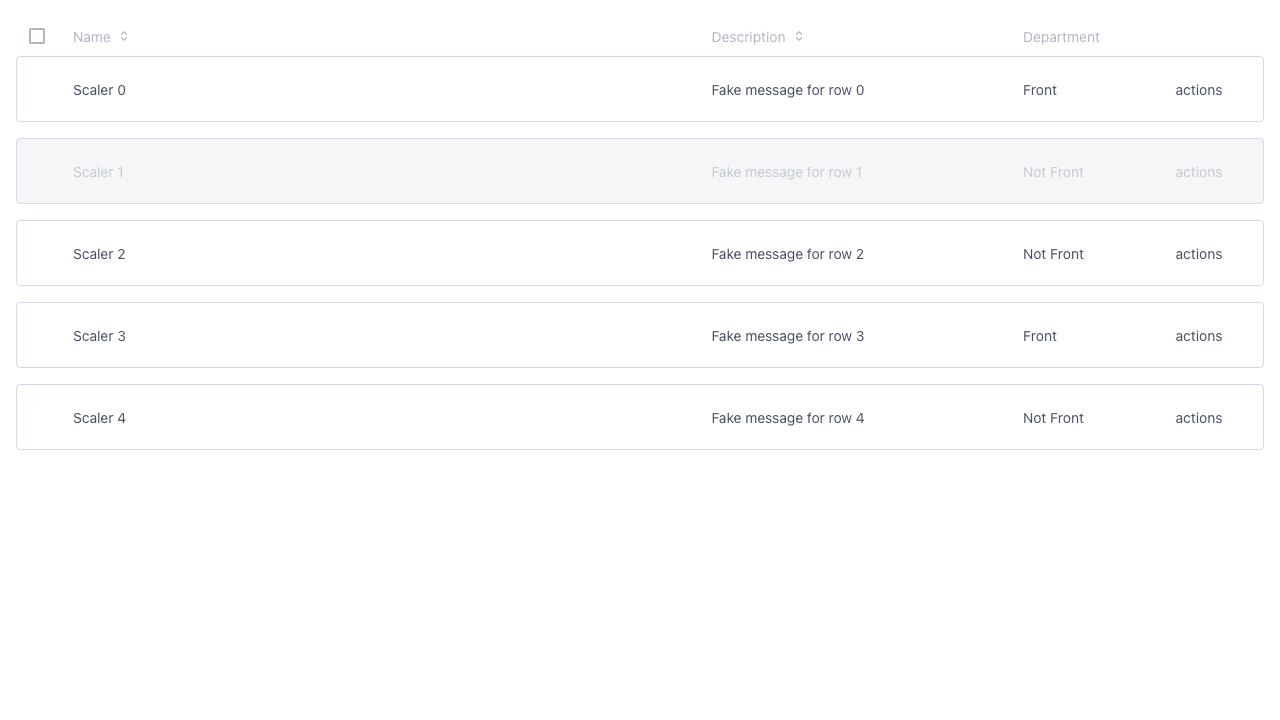 Name Description Department
Scaler 0 Fake message for row 0 Front actions
Scaler 1 Fake message for row 1 Not Front actions
Scaler 2 Fake message for row 2 Not Front actions
Scaler 3 Fake message for row 3 Front actions
Scaler 4 Fake message for row 4 Not Front actions